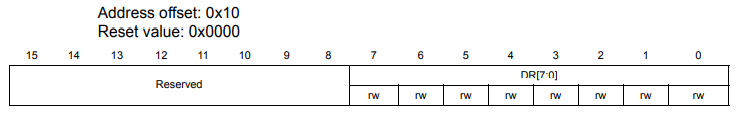 Address offset: 0x10
Reset value: 0x0000
15 14 13 12 11 10 9 8 7 6 5 4 3 2 1 0
Reserved
DR[7:0]
rw rw rw rw rw rw rw rw